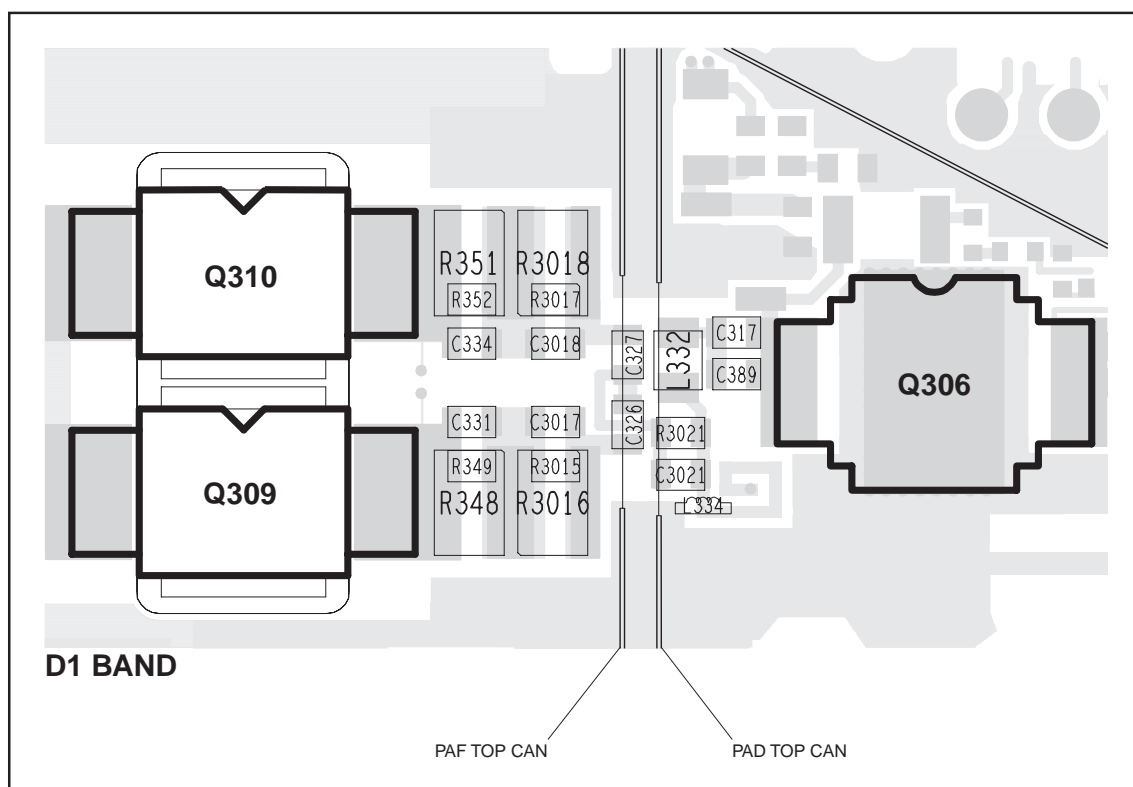 Q310
R351 R3018
R352 R3017
C334 C3018
C327
L332
C317
C389
Q306
C331 C3017
C326
R3021
R349 R3015
C3021
Q309
R348 R3016
L334
D1 BAND
PAF TOP CAN
PAD TOP CAN